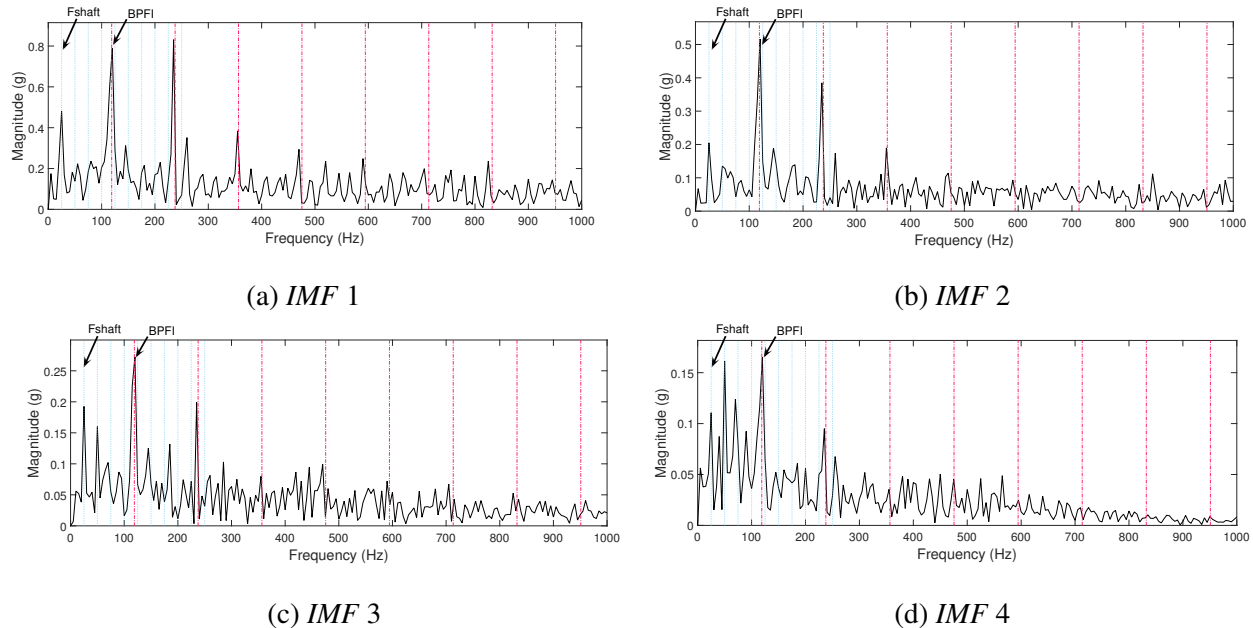 Fshaft BPFI
0.8
0.6
0.4
0.2
0
Magnitude (g)
0 100 200 300 400 500 600 700 800 900 1000
Frequency (Hz)
(a) IMF 1
Fshaft BPFI
0.5
0.4
0.3
0.2
0.1
0
Magnitude (g)
0 100 200 300 400 500 600 700 800 900 1000
Frequency (Hz)
(b) IMF 2
Fshaft BPFI
0.25
0.2
0.15
0.1
0.05
0
Magnitude (g)
0 100 200 300 400 500 600 700 800 900 1000
Frequency (Hz)
(c) IMF 3
Fshaft BPFI
0.15
0.1
0.05
0
Magnitude (g)
0 100 200 300 400 500 600 700 800 900 1000
Frequency (Hz)
(d) IMF 4